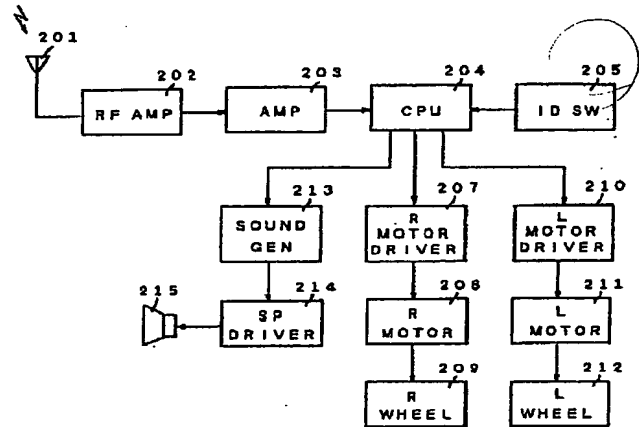 201
202
203
204
205
RF AMP
AMP
CPU
ID SW
213
207
210
SOUND
GEN
R
MOTOR
DRIVER
L
MOTOR
DRIVER
215
214
208
211
SP
DRIVER
R
MOTOR
L
MOTOR
209
212
R
WHEEL
L
WHEEL